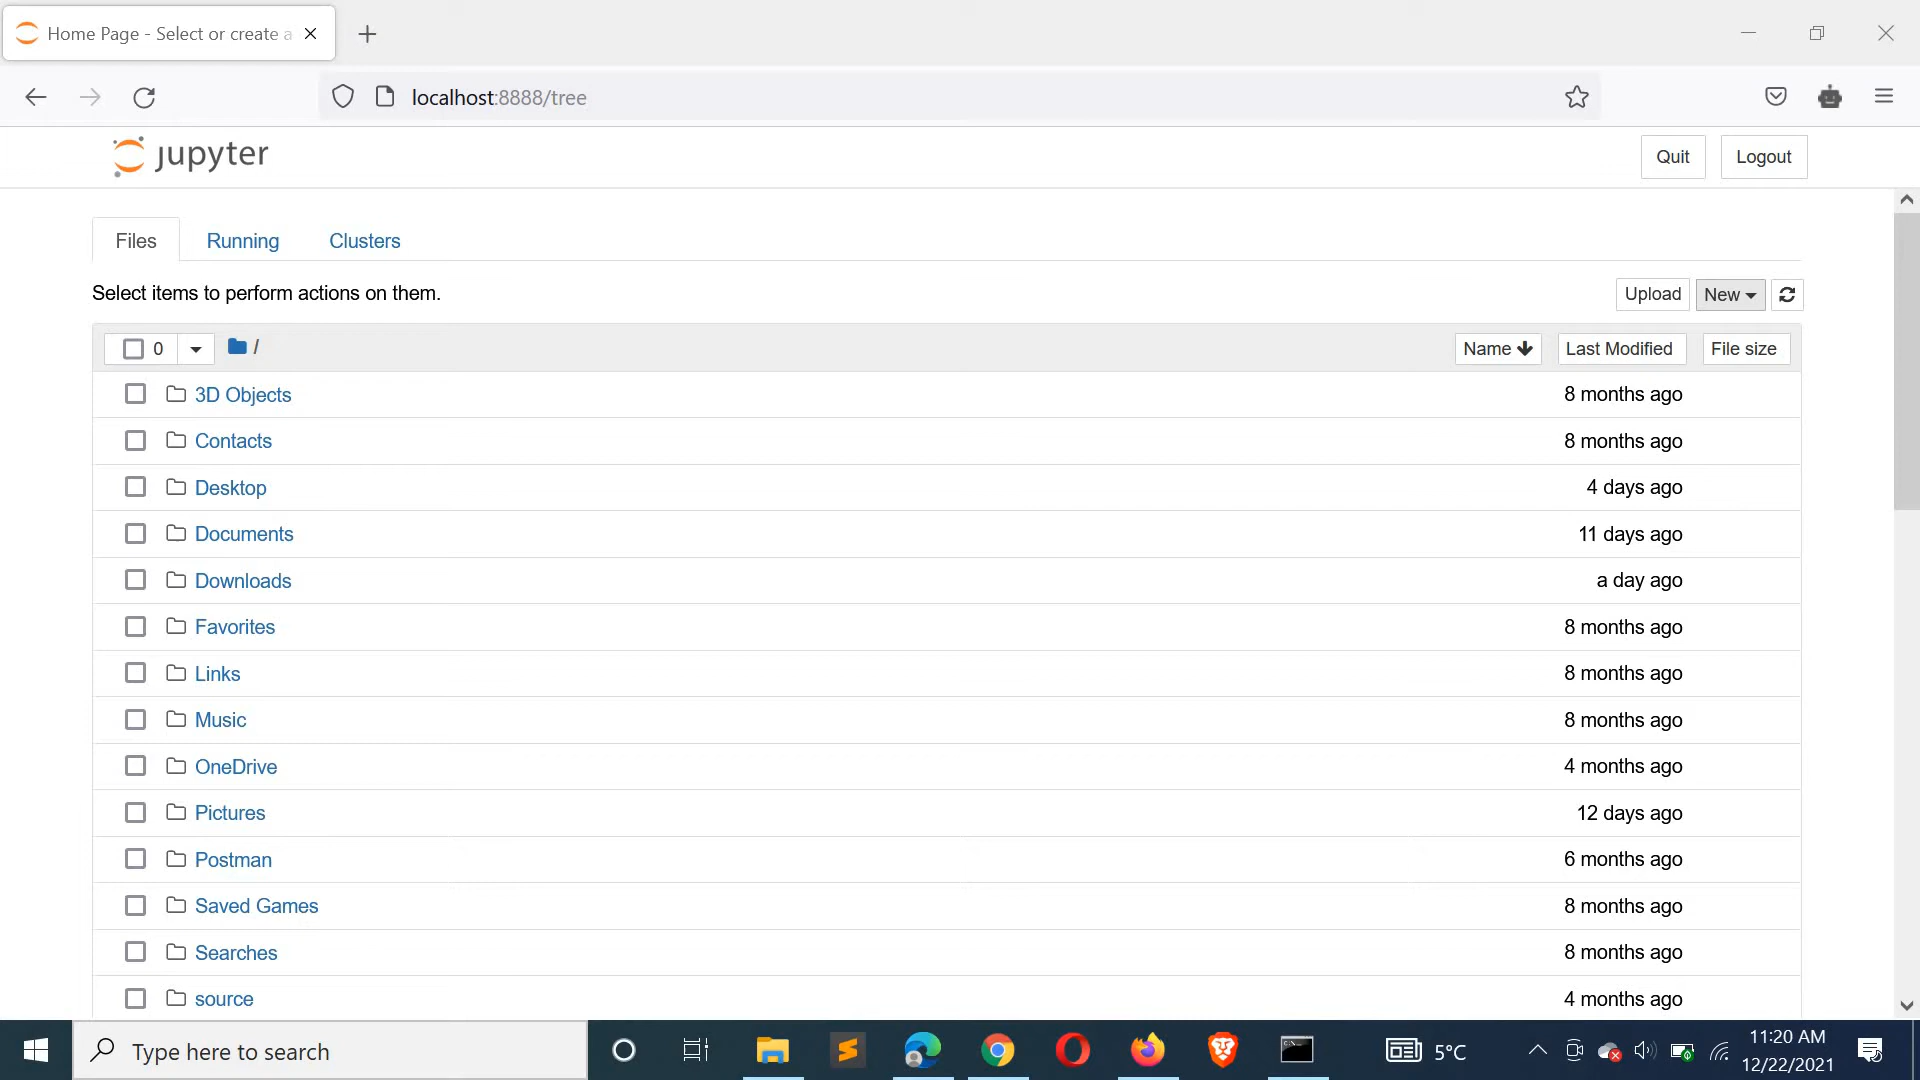 Home Page - Select or create a
localhost:8888/tree
jupyter
Quit Logout
Files Running Clusters
Select items to perform actions on them.
Upload New
0 / Name Last Modified File size
3D Objects 8 months ago
Contacts 8 months ago
Desktop 4 days ago
Documents 11 days ago
Downloads a day ago
Favorites 8 months ago
Links 8 months ago
Music 8 months ago
OneDrive 4 months ago
Pictures 12 days ago
Postman 6 months ago
Saved Games 8 months ago
Searches 8 months ago
source 4 months ago
Type here to search
5°C
11:20 AM
12/22/2021